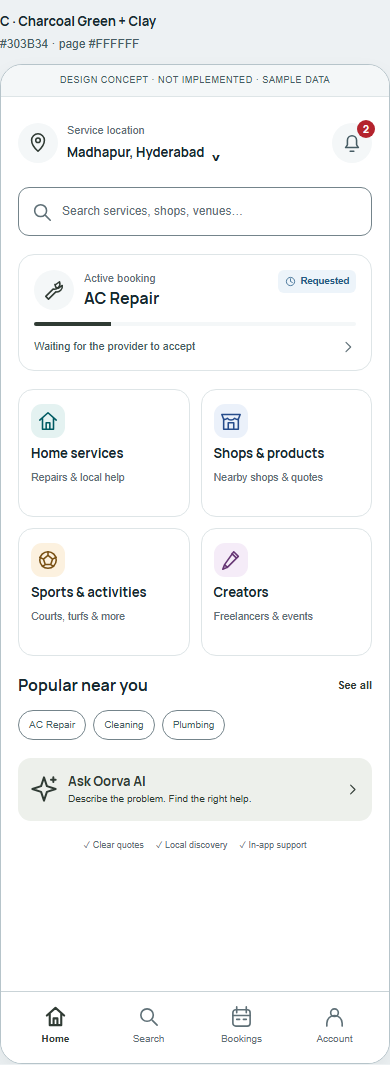 C · Charcoal Green + Clay
#303B34 · page #FFFFFF
DESIGN CONCEPT · NOT IMPLEMENTED · SAMPLE DATA
Service location
Madhapur, Hyderabad
2
Search services, shops, venues...
Active booking
AC Repair
Requested
Waiting for the provider to accept
Home services
Repairs & local help
Shops & products
Nearby shops & quotes
Sports & activities
Courts, turfs & more
Creators
Freelancers & events
Popular near you
See all
AC Repair
Cleaning
Plumbing
Ask Oorva AI
Describe the problem. Find the right help.
✓ Clear quotes ✓ Local discovery ✓ In-app support
Home
Search
Bookings
Account